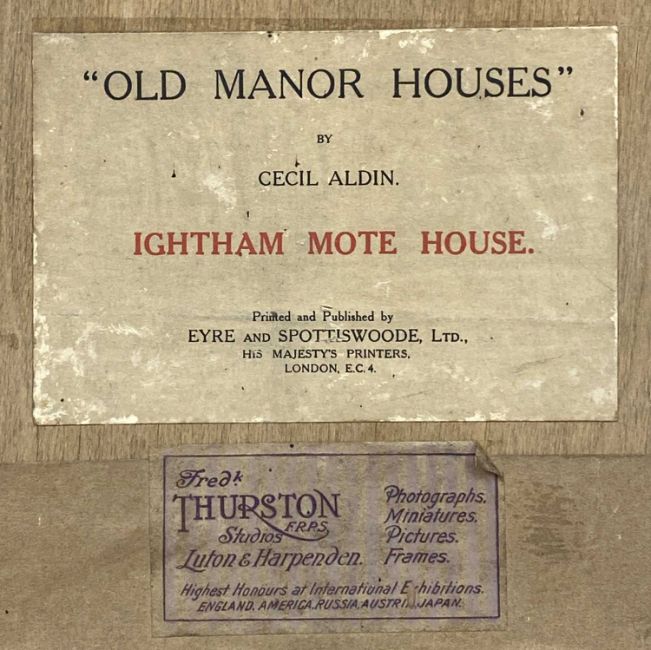 “OLD MANOR HOUSES”
BY
CECIL ALDIN.
IGHTHAM MOTE HOUSE.
Printed and Published by
EYRE AND SPOTTISWOODE, LTD.,
HIS MAJESTY'S PRINTERS,
LONDON, E.C. 4.
Fredk
THURSTON
F.R.P.S.
Studios
Luton & Harpenden.
Photographs.
Miniatures.
Pictures.
Frames.
Highest Honours at International Exhibitions.
ENGLAND. AMERICA. RUSSIA. JAPAN.